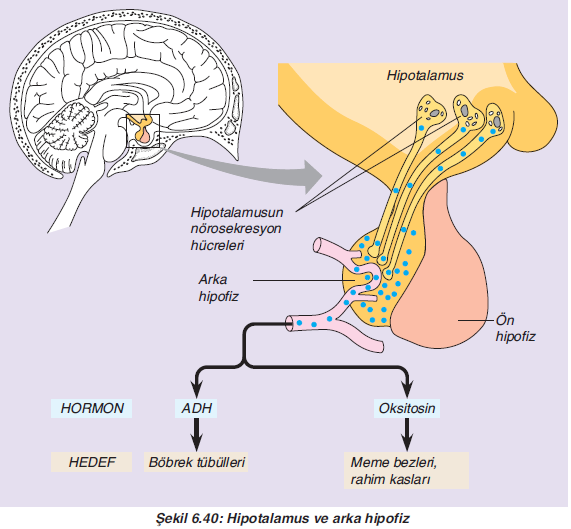 Hipotalamus
Hipotalamusun
nörosekresyon
hücreleri
Arka
hipofiz
Ön
hipofiz
HORMON
ADH
Oksitosin
HEDEF
Böbrek tübülleri
Meme bezleri,
rahim kasları
Şekil 6.40: Hipotalamus ve arka hipofiz